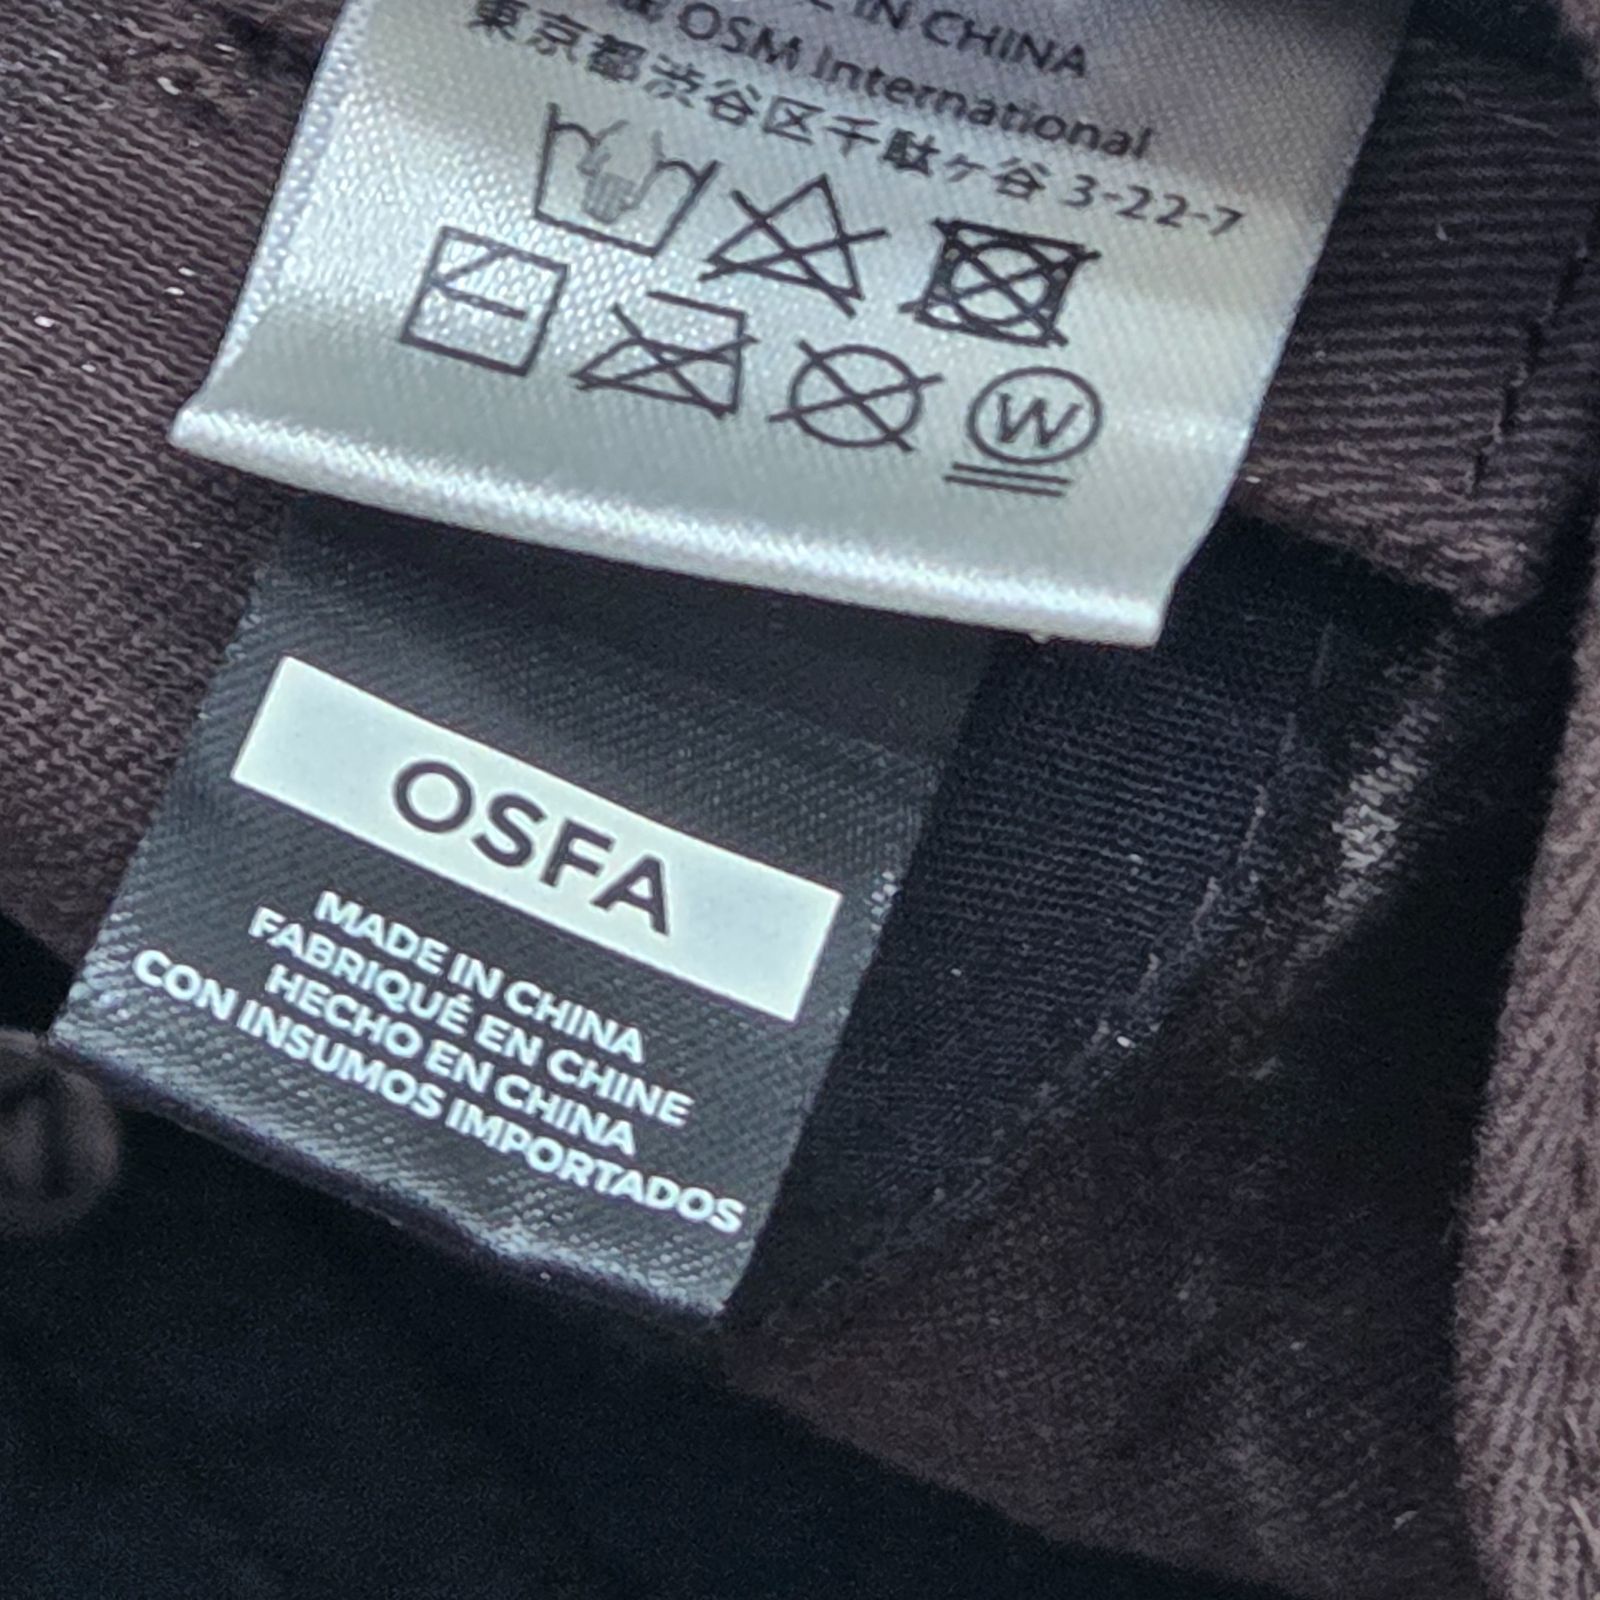 IN CHINA
OSM International
東京都渋谷区千駄ヶ谷 3-22-7
W
OSFA
MADE IN CHINA
FABRIQUÉ EN CHINE
HECHO EN CHINA
CON INSUMOS IMPORTADOS